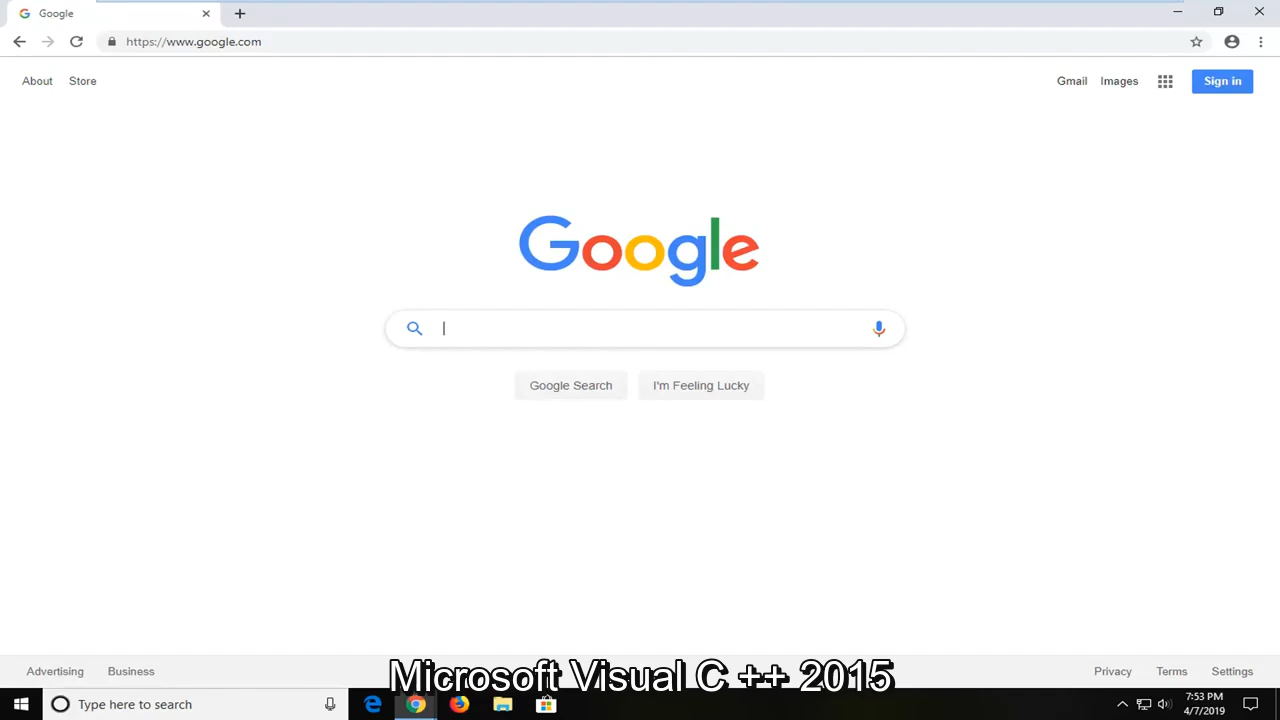 Google
https://www.google.com
About Store
Gmail Images Sign in
Google
Google Search I'm Feeling Lucky
Advertising Business
Privacy Terms Settings
Microsoft Visual C ++ 2015
Type here to search
7:53 PM
4/7/2019